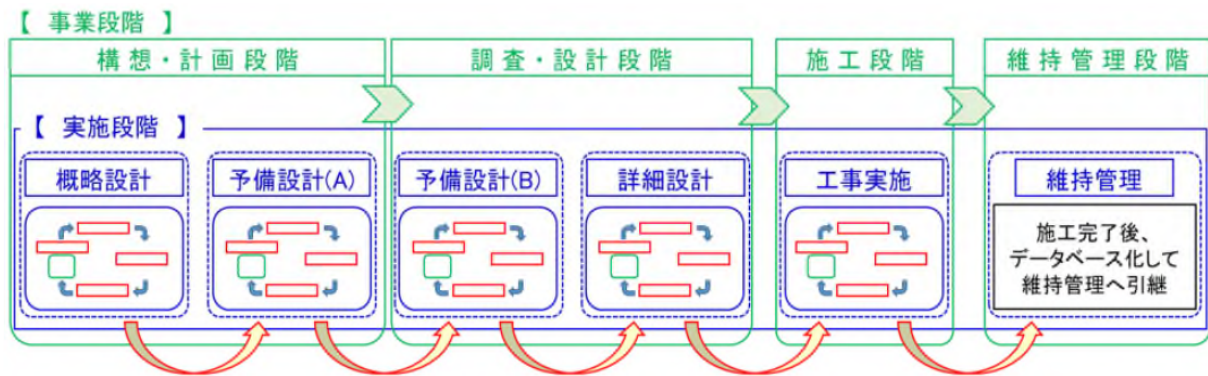 【 事業段階 】
構想・計画段階
調査・設計段階
施工段階
維持管理段階
【 実施段階 】
概略設計
予備設計(A)
予備設計(B)
詳細設計
工事実施
維持管理
施工完了後、
データベース化して
維持管理へ引継